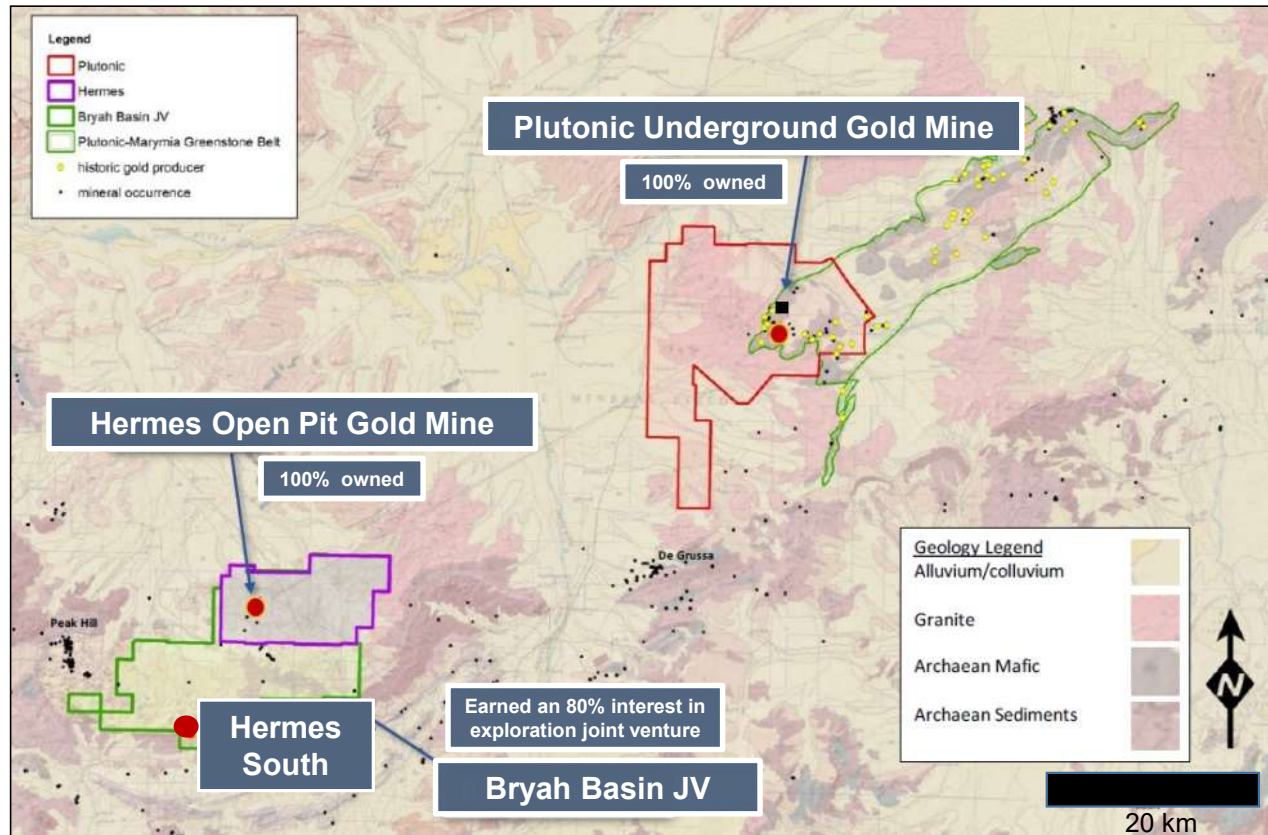 Legend
Plutonic
Hermes
Bryah Basin JV
Plutonic-Marymia Greenstone Belt
historic gold producer
mineral occurrence
Plutonic Underground Gold Mine
100% owned
Hermes Open Pit Gold Mine
100% owned
De Grussa
Peak Hill
Hermes
South
Earned an 80% interest in
exploration joint venture
Bryah Basin JV
Geology Legend
Alluvium/colluvium
Granite
Archaean Mafic
Archaean Sediments
N
20 km